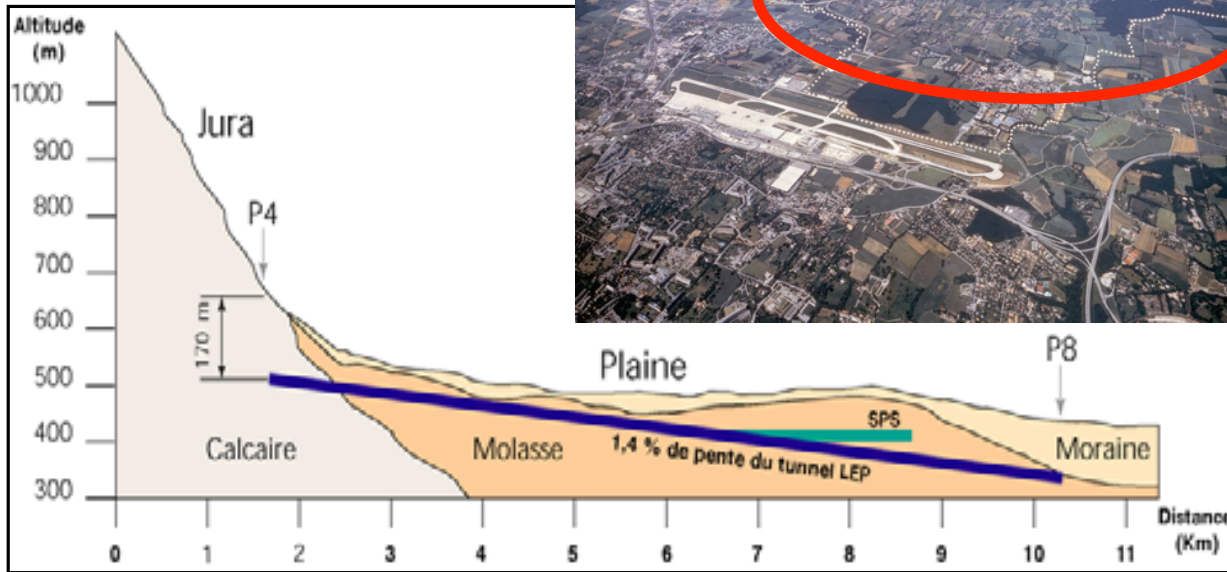 Altitude
(m)
1000
900
800
700
600
500
400
300
Jura
P4
170 m
Plaine
P8
SPS
Calcaire
Molasse
1,4 % de pente du tunnel LEP
Moraine
0 1 2 3 4 5 6 7 8 9 10 11
Distance
(Km)